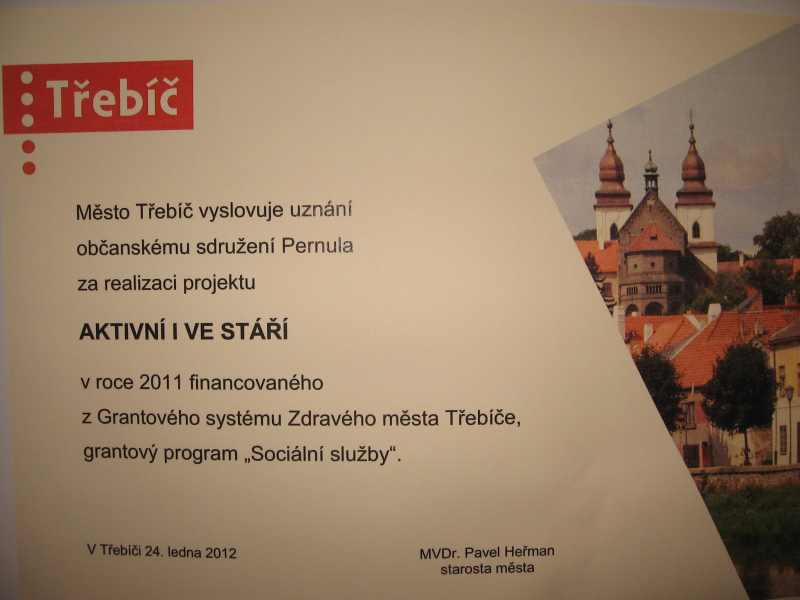 Třebíč
Město Třebíč vyslovuje uznání
občanskému sdružení Pernula
za realizaci projektu
AKTIVNÍ I VE STÁŘÍ
v roce 2011 financovaného
z Grantového systému Zdravého města Třebíče,
grantový program „Sociální služby“.
V Třebíči 24. ledna 2012
MVDr. Pavel Heřman
starosta města